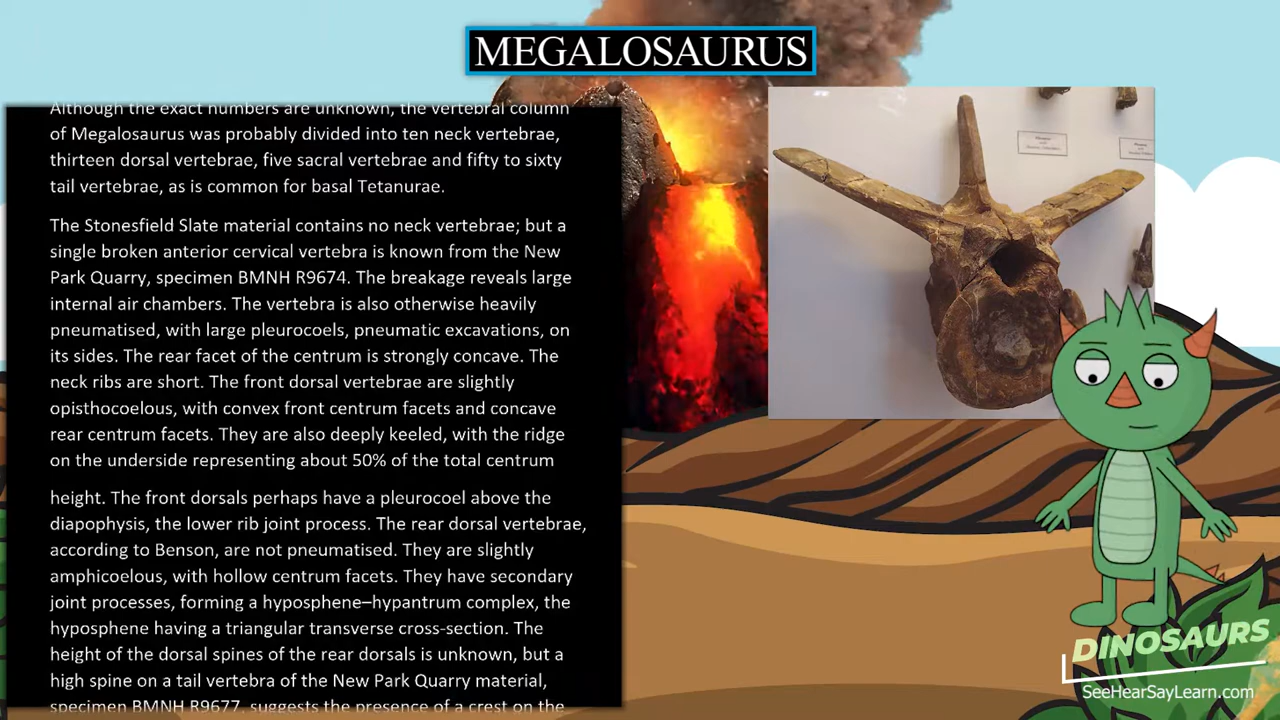 MEGALOSAURUS
Although the exact numbers are unknown, the vertebral column
of Megalosaurus was probably divided into ten neck vertebrae,
thirteen dorsal vertebrae, five sacral vertebrae and fifty to sixty
tail vertebrae, as is common for basal Tetanurae.
The Stonesfield Slate material contains no neck vertebrae; but a
single broken anterior cervical vertebra is known from the New
Park Quarry, specimen BMNH R9674. The breakage reveals large
internal air chambers. The vertebra is also otherwise heavily
pneumatised, with large pleurocoels, pneumatic excavations, on
its sides. The rear facet of the centrum is strongly concave. The
neck ribs are short. The front dorsal vertebrae are slightly
opisthocoelous, with convex front centrum facets and concave
rear centrum facets. They are also deeply keeled, with the ridge
on the underside representing about 50% of the total centrum
height. The front dorsals perhaps have a pleurocoel above the
diapophysis, the lower rib joint process. The rear dorsal vertebrae,
according to Benson, are not pneumatised. They are slightly
amphicoelous, with hollow centrum facets. They have secondary
joint processes, forming a hyposphene–hypantrum complex, the
hyposphene having a triangular transverse cross-section. The
height of the dorsal spines of the rear dorsals is unknown, but a
high spine on a tail vertebra of the New Park Quarry material,
specimen BMNH R9677, suggests the presence of a crest on the
DINOSAURS
SeeHearSayLearn.com